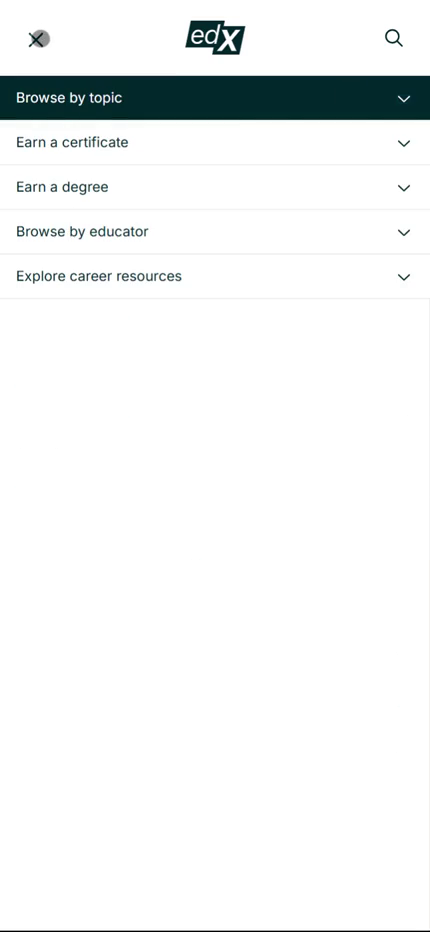 edX
Browse by topic
Earn a certificate
Earn a degree
Browse by educator
Explore career resources